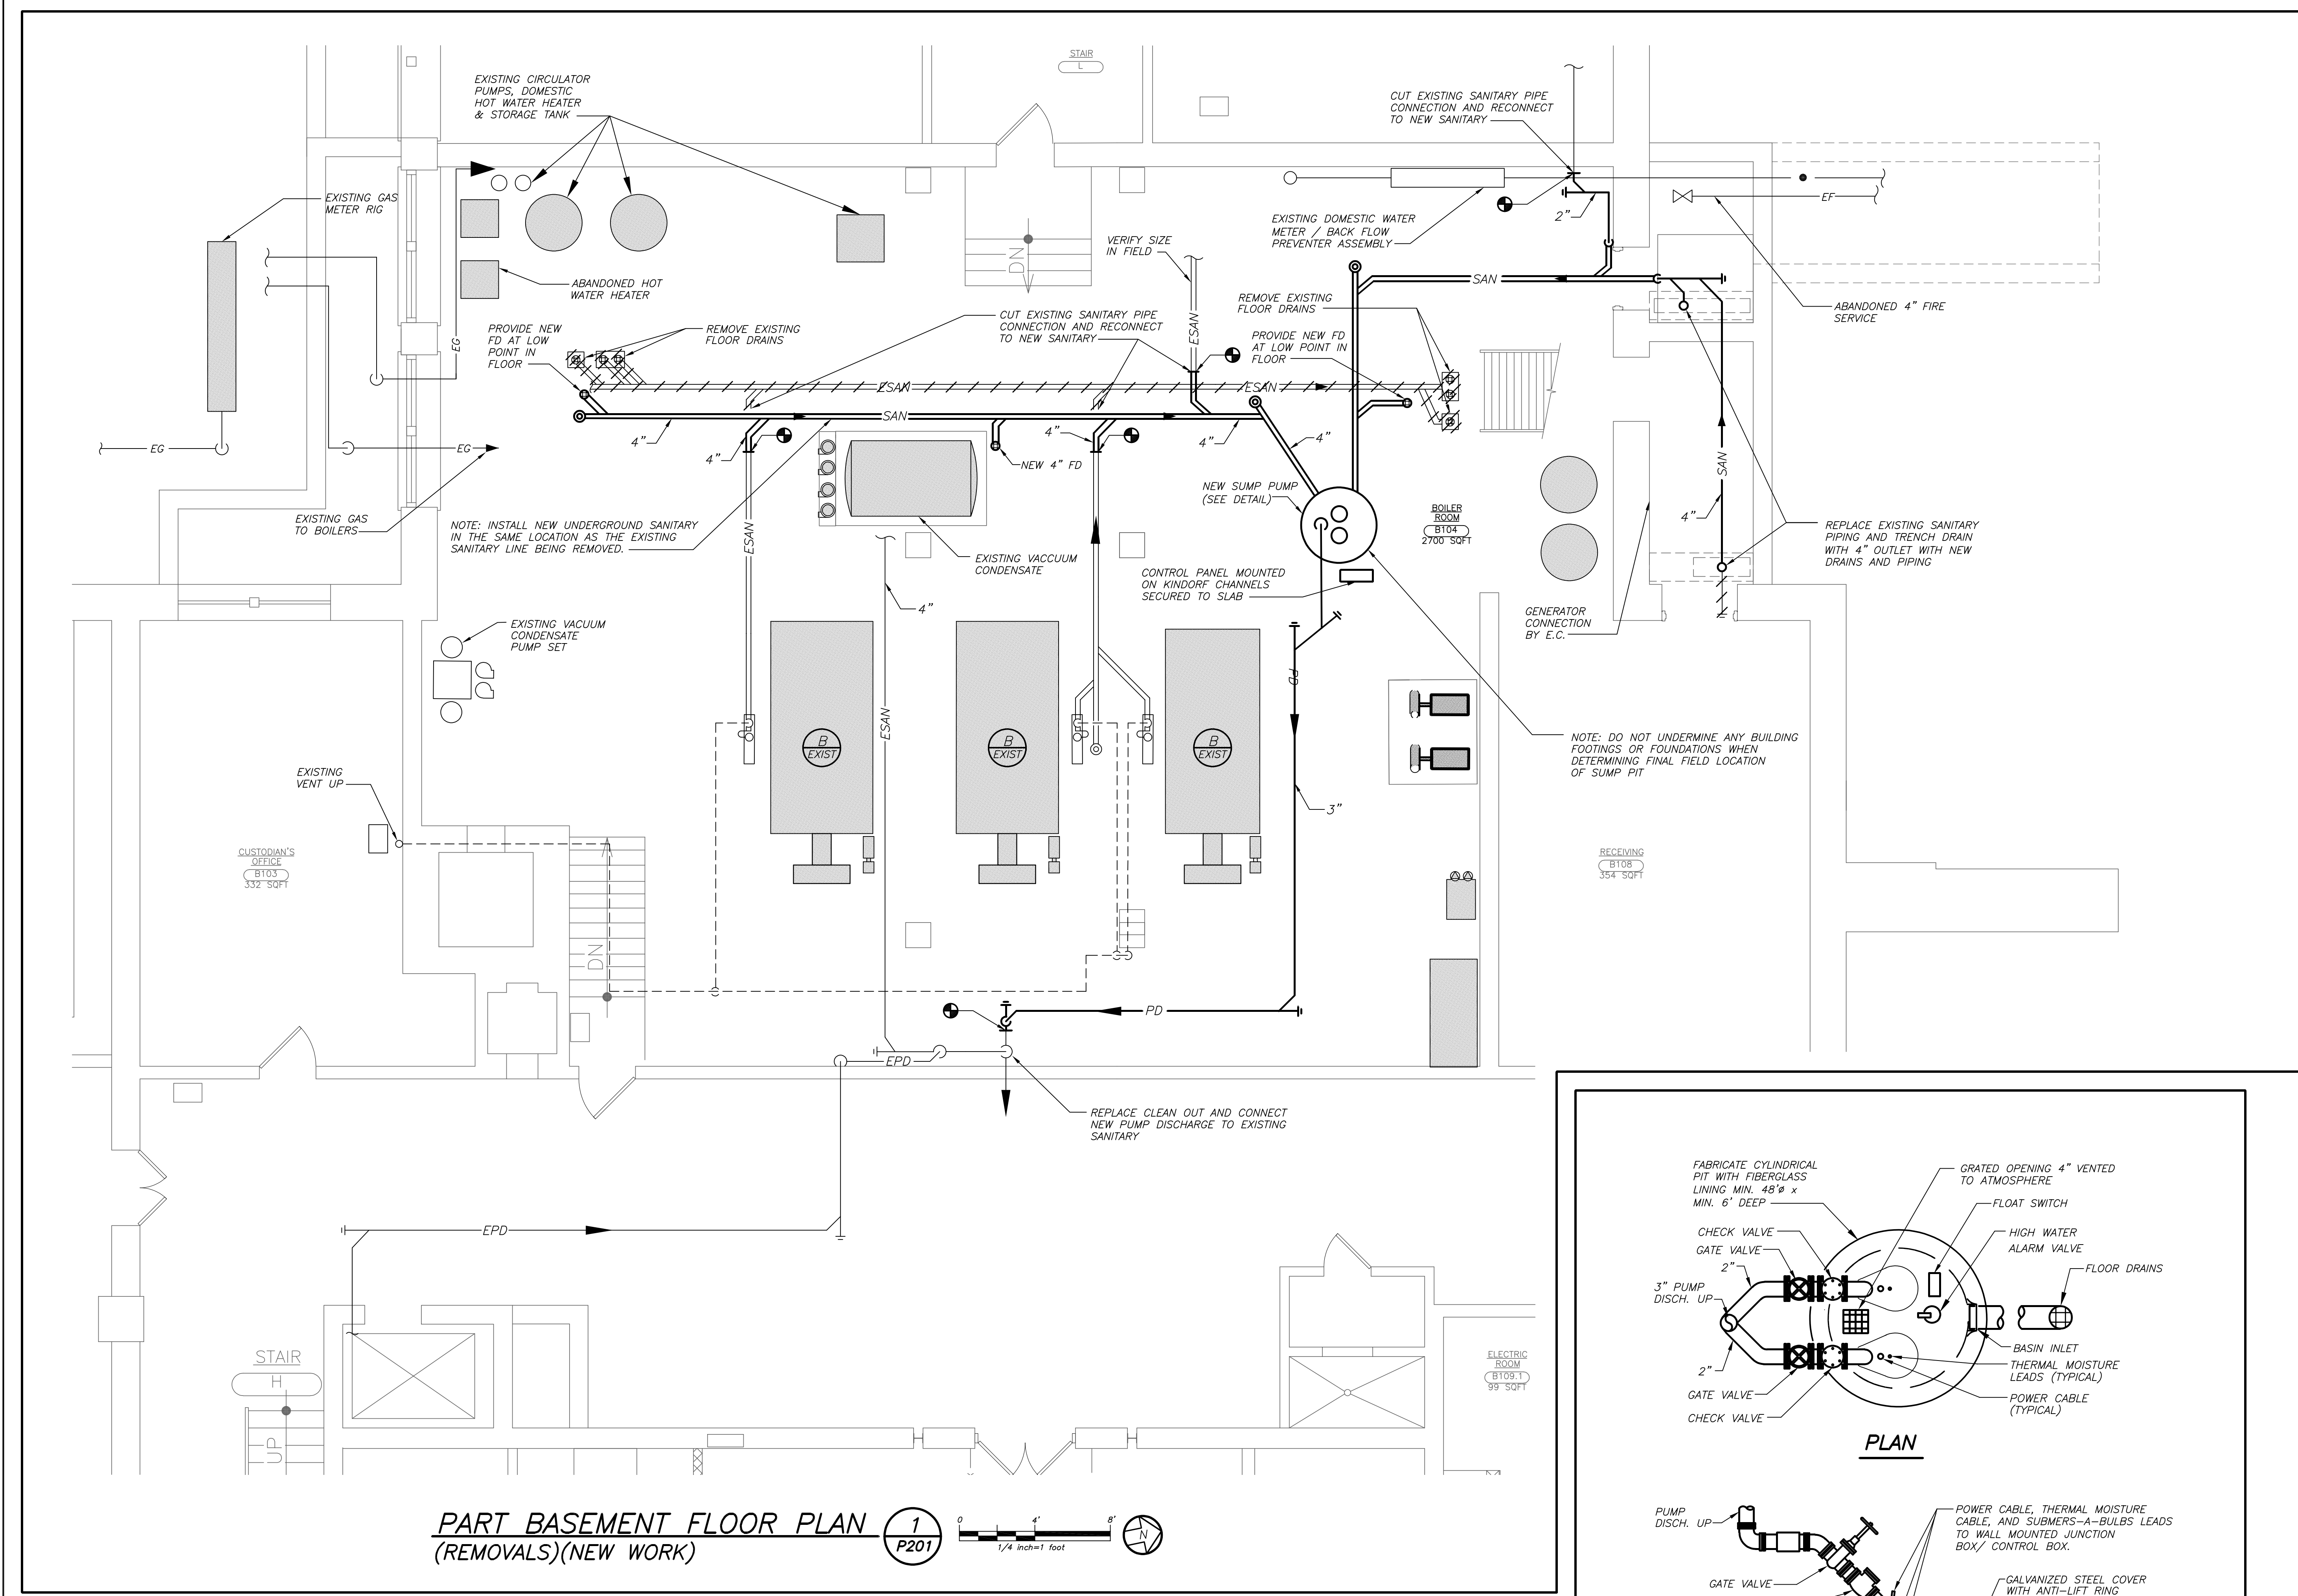 STAIR
L
EXISTING CIRCULATOR
PUMPS, DOMESTIC
HOT WATER HEATER
& STORAGE TANK
CUT EXISTING SANITARY PIPE
CONNECTION AND RECONNECT
TO NEW SANITARY
EXISTING GAS
METER RIG
EXISTING DOMESTIC WATER
METER / BACK FLOW
PREVENTER ASSEMBLY
2"
EF
DN
VERIFY SIZE
IN FIELD
ABANDONED HOT
WATER HEATER
SAN
ABANDONED 4" FIRE
SERVICE
EG
PROVIDE NEW
FD AT LOW
POINT IN
FLOOR
REMOVE EXISTING
FLOOR DRAINS
CUT EXISTING SANITARY PIPE
CONNECTION AND RECONNECT
TO NEW SANITARY
ESAN
REMOVE EXISTING
FLOOR DRAINS
PROVIDE NEW FD
AT LOW POINT IN
FLOOR
ESAN
ESAN
SAN
EG
EG
4"
4"
4"
4"
4"
NEW 4" FD
SAN
4"
NEW SUMP PUMP
(SEE DETAIL)
BOILER
ROOM
B104
2700 SQFT
EXISTING GAS
TO BOILERS
NOTE: INSTALL NEW UNDERGROUND SANITARY
IN THE SAME LOCATION AS THE EXISTING
SANITARY LINE BEING REMOVED.
ESAN
EXISTING VACCUUM
CONDENSATE
REPLACE EXISTING SANITARY
PIPING AND TRENCH DRAIN
WITH 4" OUTLET WITH NEW
DRAINS AND PIPING
CONTROL PANEL MOUNTED
ON KINDORF CHANNELS
SECURED TO SLAB
4"
GENERATOR
CONNECTION
BY E.C.
EXISTING VACUUM
CONDENSATE
PUMP SET
PD
ESAN
B
EXIST
B
EXIST
B
EXIST
NOTE: DO NOT UNDERMINE ANY BUILDING
FOOTINGS OR FOUNDATIONS WHEN
DETERMINING FINAL FIELD LOCATION
OF SUMP PIT
EXISTING
VENT UP
3"
CUSTODIAN'S
OFFICE
B103
332 SQFT
RECEIVING
B108
354 SQFT
DN
PD
EPD
REPLACE CLEAN OUT AND CONNECT
NEW PUMP DISCHARGE TO EXISTING
SANITARY
EPD
STAIR
H
UP
ELECTRIC
ROOM
B109.1
99 SQFT
FABRICATE CYLINDRICAL
PIT WITH FIBERGLASS
LINING MIN. 48'ø x
MIN. 6' DEEP
GRATED OPENING 4" VENTED
TO ATMOSPHERE
FLOAT SWITCH
CHECK VALVE
HIGH WATER
ALARM VALVE
GATE VALVE
2"
FLOOR DRAINS
3" PUMP
DISCH. UP
BASIN INLET
2"
THERMAL MOISTURE
LEADS (TYPICAL)
GATE VALVE
POWER CABLE
(TYPICAL)
CHECK VALVE
PLAN
PUMP
DISCH. UP
POWER CABLE, THERMAL MOISTURE
CABLE, AND SUBMERS-A-BULBS LEADS
TO WALL MOUNTED JUNCTION
BOX/ CONTROL BOX.
GATE VALVE
GALVANIZED STEEL COVER
WITH ANTI-LIFT RING
PART BASEMENT FLOOR PLAN
(REMOVALS)(NEW WORK)
1
P201
0 4' 8'
1/4 inch=1 foot
N